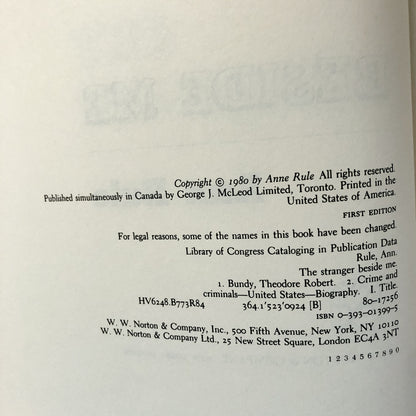 BESIDE ME
Copyright © 1980 by Anne Rule All rights reserved.
Published simultaneously in Canada by George J. McLeod Limited, Toronto. Printed in the
United States of America.
FIRST EDITION
For legal reasons, some of the names in this book have been changed.
Library of Congress Cataloging in Publication Data
Rule, Ann.
The stranger beside me.
1. Bundy, Theodore Robert. 2. Crime and
criminals—United States—Biography. I. Title.
HV6248.B773R84 364.1'523'0924 [B] 80-17256
ISBN 0-393-01399-5
W. W. Norton & Company, Inc., 500 Fifth Avenue, New York, NY 10110
W. W. Norton & Company Ltd., 25 New Street Square, London EC4A 3NT
1 2 3 4 5 6 7 8 9 0